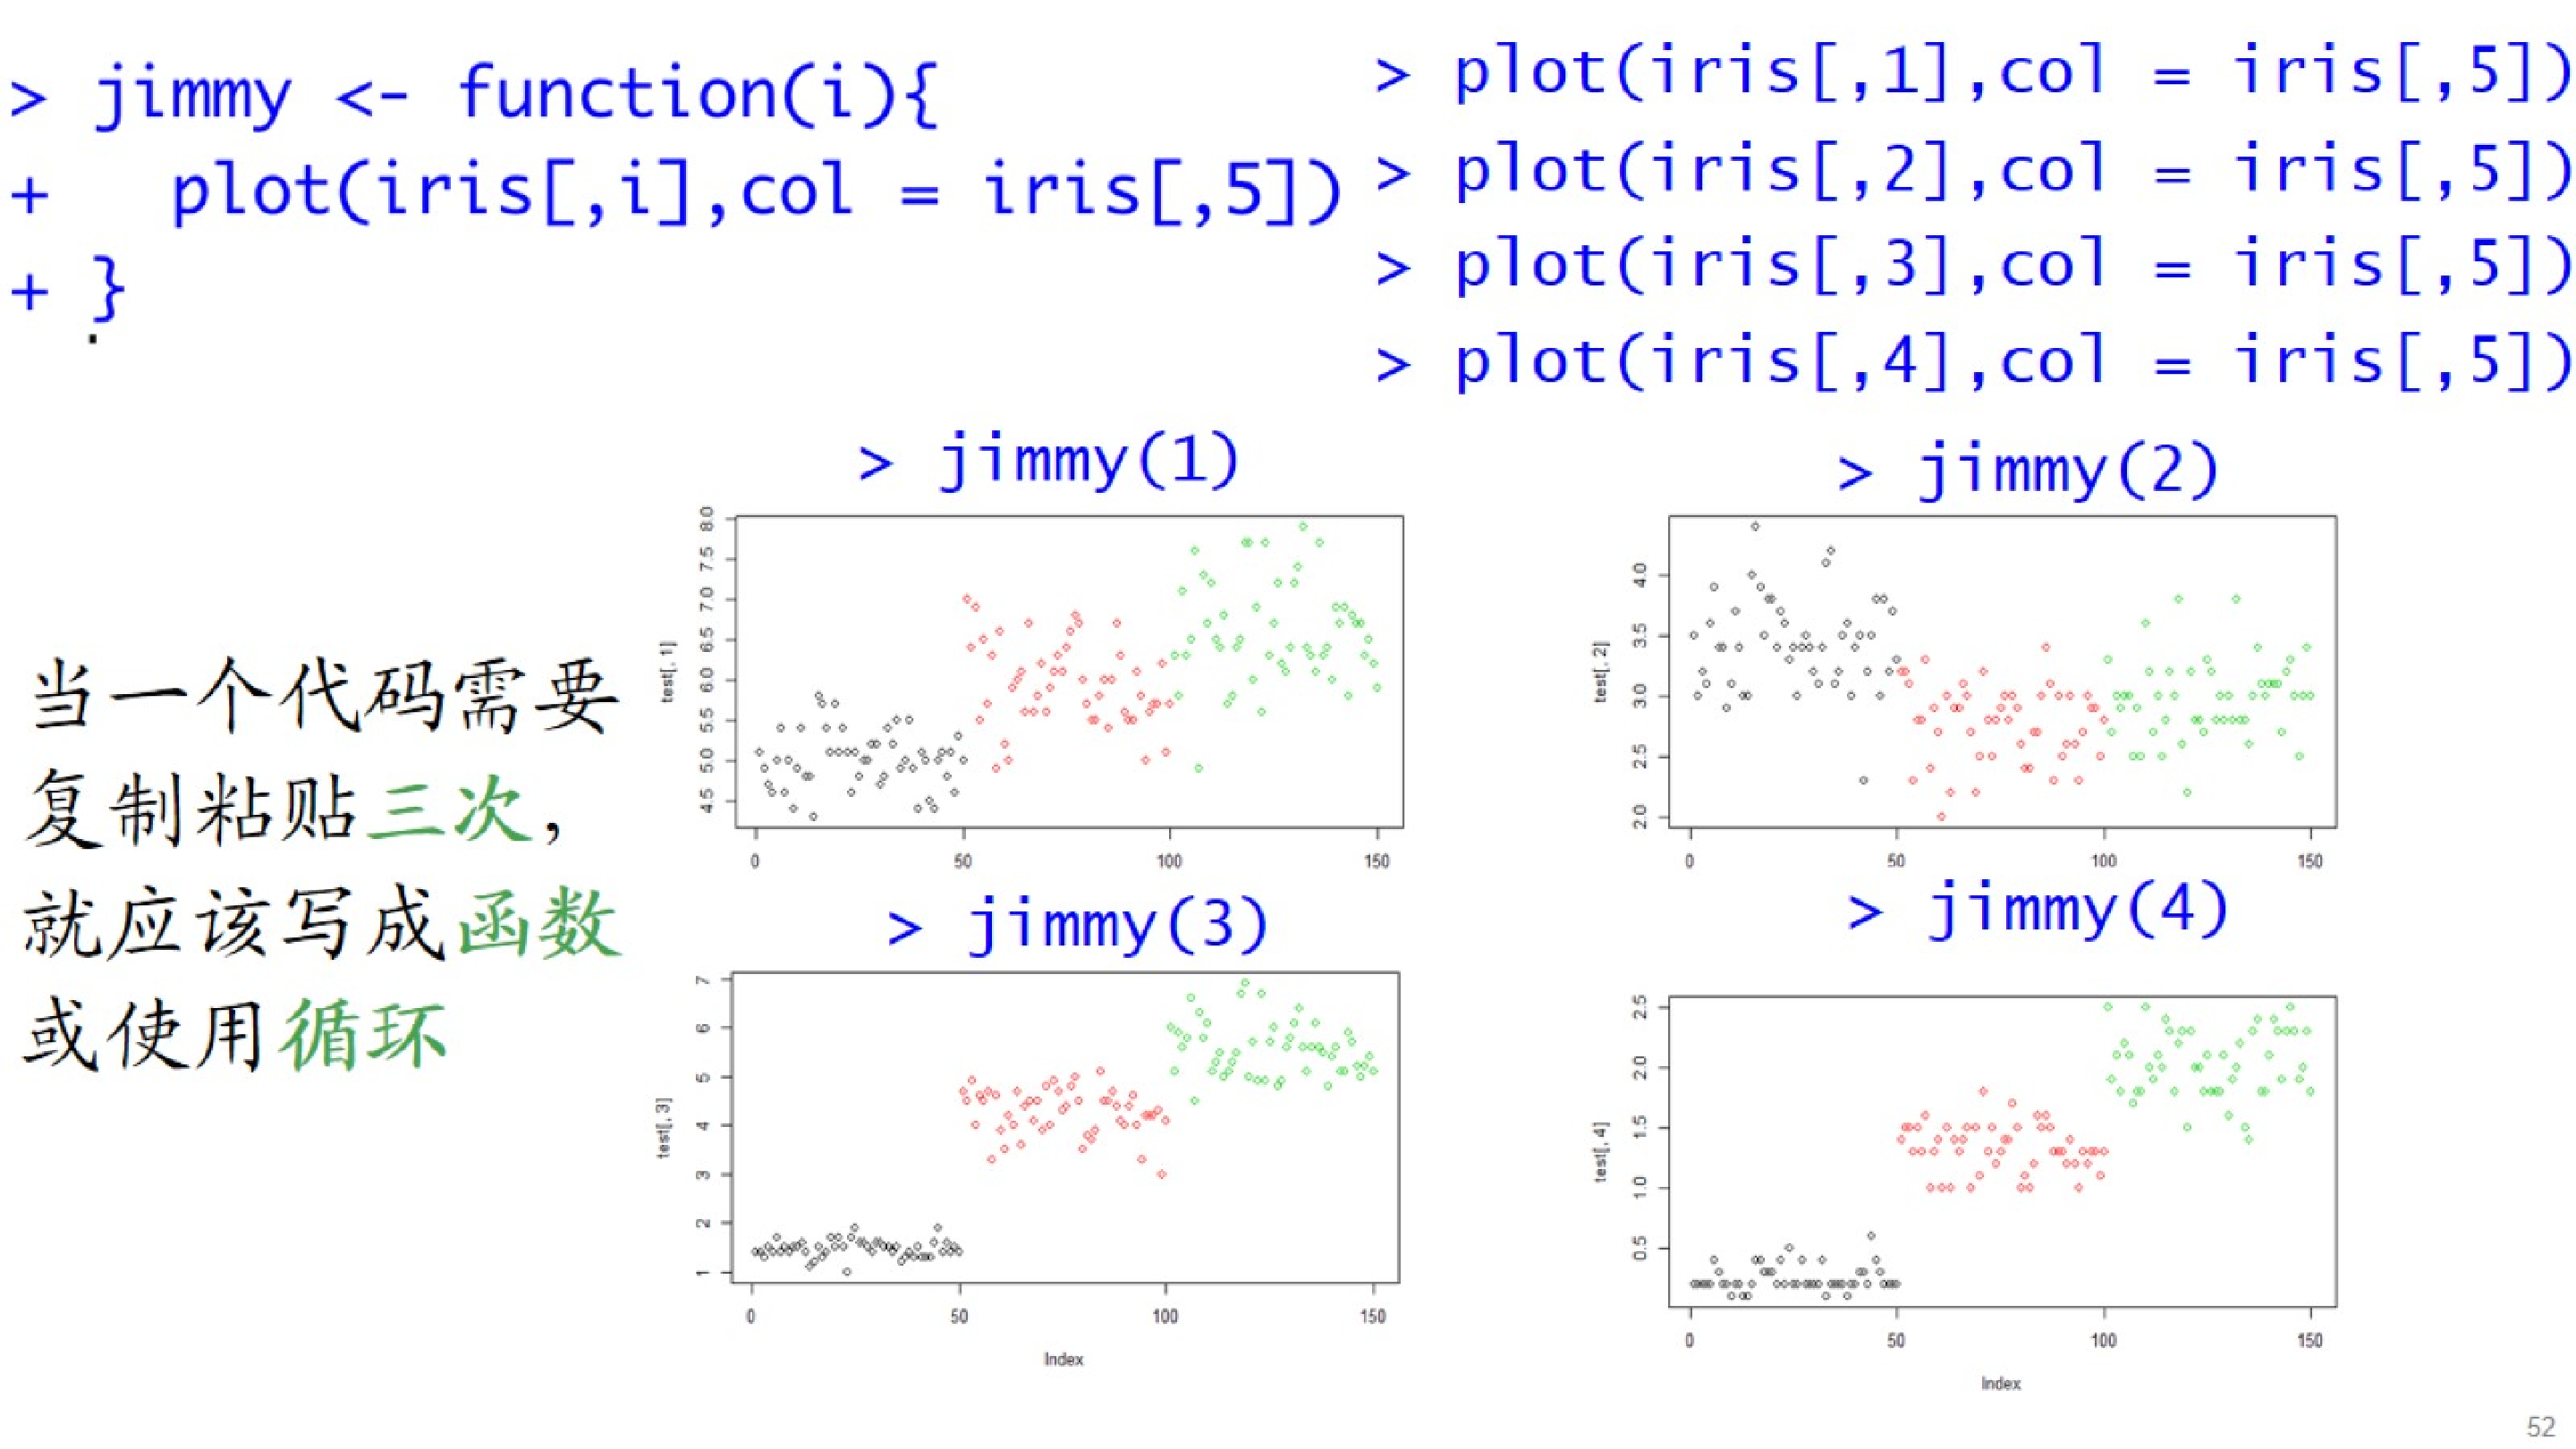 > jimmy <- function(i){
+   plot(iris[,i],col = iris[,5])
+ }
> plot(iris[,1],col = iris[,5])
> plot(iris[,2],col = iris[,5])
> plot(iris[,3],col = iris[,5])
> plot(iris[,4],col = iris[,5])
当一个代码需要
复制粘贴三次，
就应该写成函数
或使用循环
> jimmy(1)
test[, 1]
8.0
7.5
7.0
6.5
6.0
5.5
5.0
4.5
0 50 100 150
> jimmy(2)
test[, 2]
4.0
3.5
3.0
2.5
2.0
0 50 100 150
> jimmy(3)
test[, 3]
7
6
5
4
3
2
1
0 50 100 150
Index
> jimmy(4)
test[, 4]
2.5
2.0
1.5
1.0
0.5
0 50 100 150
Index
52